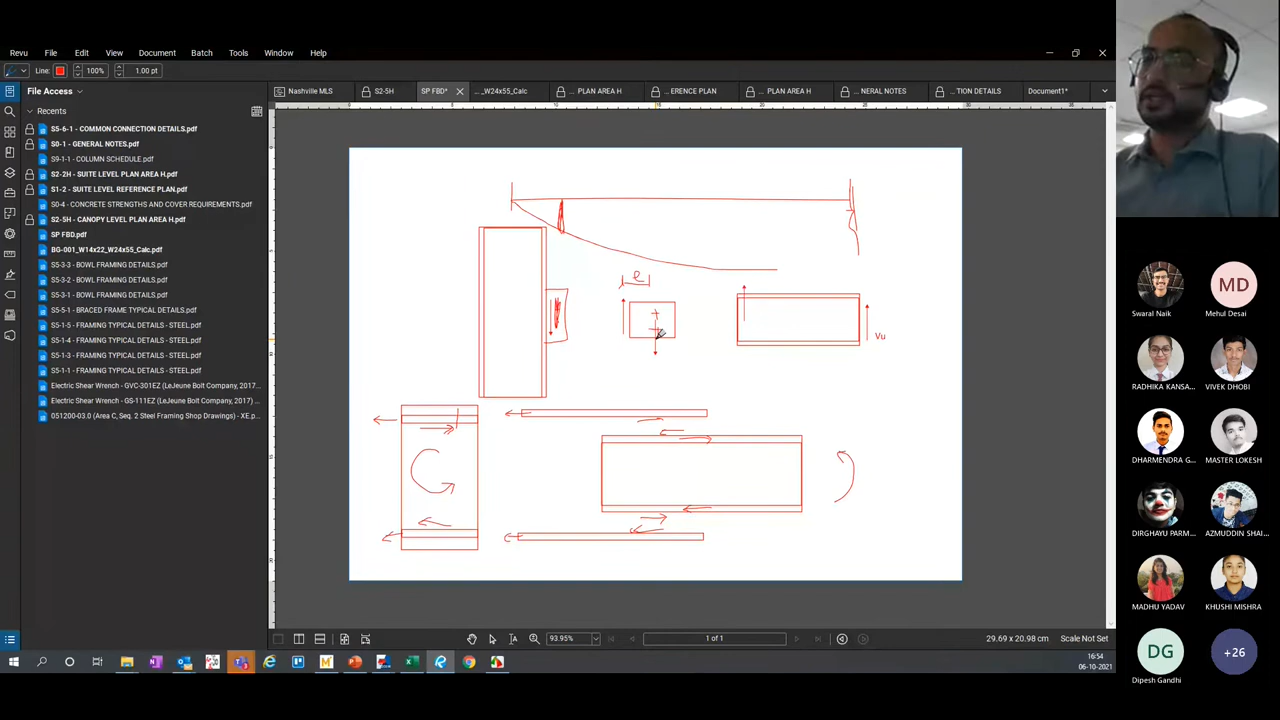 Revu File Edit View Document Batch Tools Window Help
Line: 100% 1.00 pt
File Access
Nashville MLS S2-5H SP FBD* ... _W24x55_Calc ... PLAN AREA H ... ERENCE PLAN ... PLAN AREA H ... NERAL NOTES ... TION DETAILS Document1*
Recents
S5-6-1 - COMMON CONNECTION DETAILS.pdf
S0-1 - GENERAL NOTES.pdf
S9-1-1 - COLUMN SCHEDULE.pdf
S2-2H - SUITE LEVEL PLAN AREA H.pdf
S1-2 - SUITE LEVEL REFERENCE PLAN.pdf
S0-4 - CONCRETE STRENGTHS AND COVER REQUIREMENTS.pdf
S2-5H - CANOPY LEVEL PLAN AREA H.pdf
SP FBD.pdf
BG-001_W14x22_W24x55_Calc.pdf
S5-3-3 - BOWL FRAMING DETAILS.pdf
S5-3-2 - BOWL FRAMING DETAILS.pdf
S5-3-1 - BOWL FRAMING DETAILS.pdf
S5-5-1 - BRACED FRAME TYPICAL DETAILS.pdf
S5-1-5 - FRAMING TYPICAL DETAILS - STEEL.pdf
S5-1-4 - FRAMING TYPICAL DETAILS - STEEL.pdf
S5-1-3 - FRAMING TYPICAL DETAILS - STEEL.pdf
S5-1-1 - FRAMING TYPICAL DETAILS - STEEL.pdf
Electric Shear Wrench - GVC-301EZ (LeJeune Bolt Company, 2017...
Electric Shear Wrench - GS-111EZ (LeJeune Bolt Company, 2017) ...
051200-03.0 (Area C, Seq. 2 Steel Framing Shop Drawings) - XE.p...
e
Vu
93.95% 1 of 1 29.69 x 20.98 cm Scale Not Set
16:54
06-10-2021
Swaral Naik
MD
Mehul Desai
RADHIKA KANSA...
VIVEK DHOBI
DHARMENDRA G...
MASTER LOKESH
DIRGHAYU PARM...
AZMUDDIN SHAI...
MADHU YADAV
KHUSHI MISHRA
DG
Dipesh Gandhi
+26